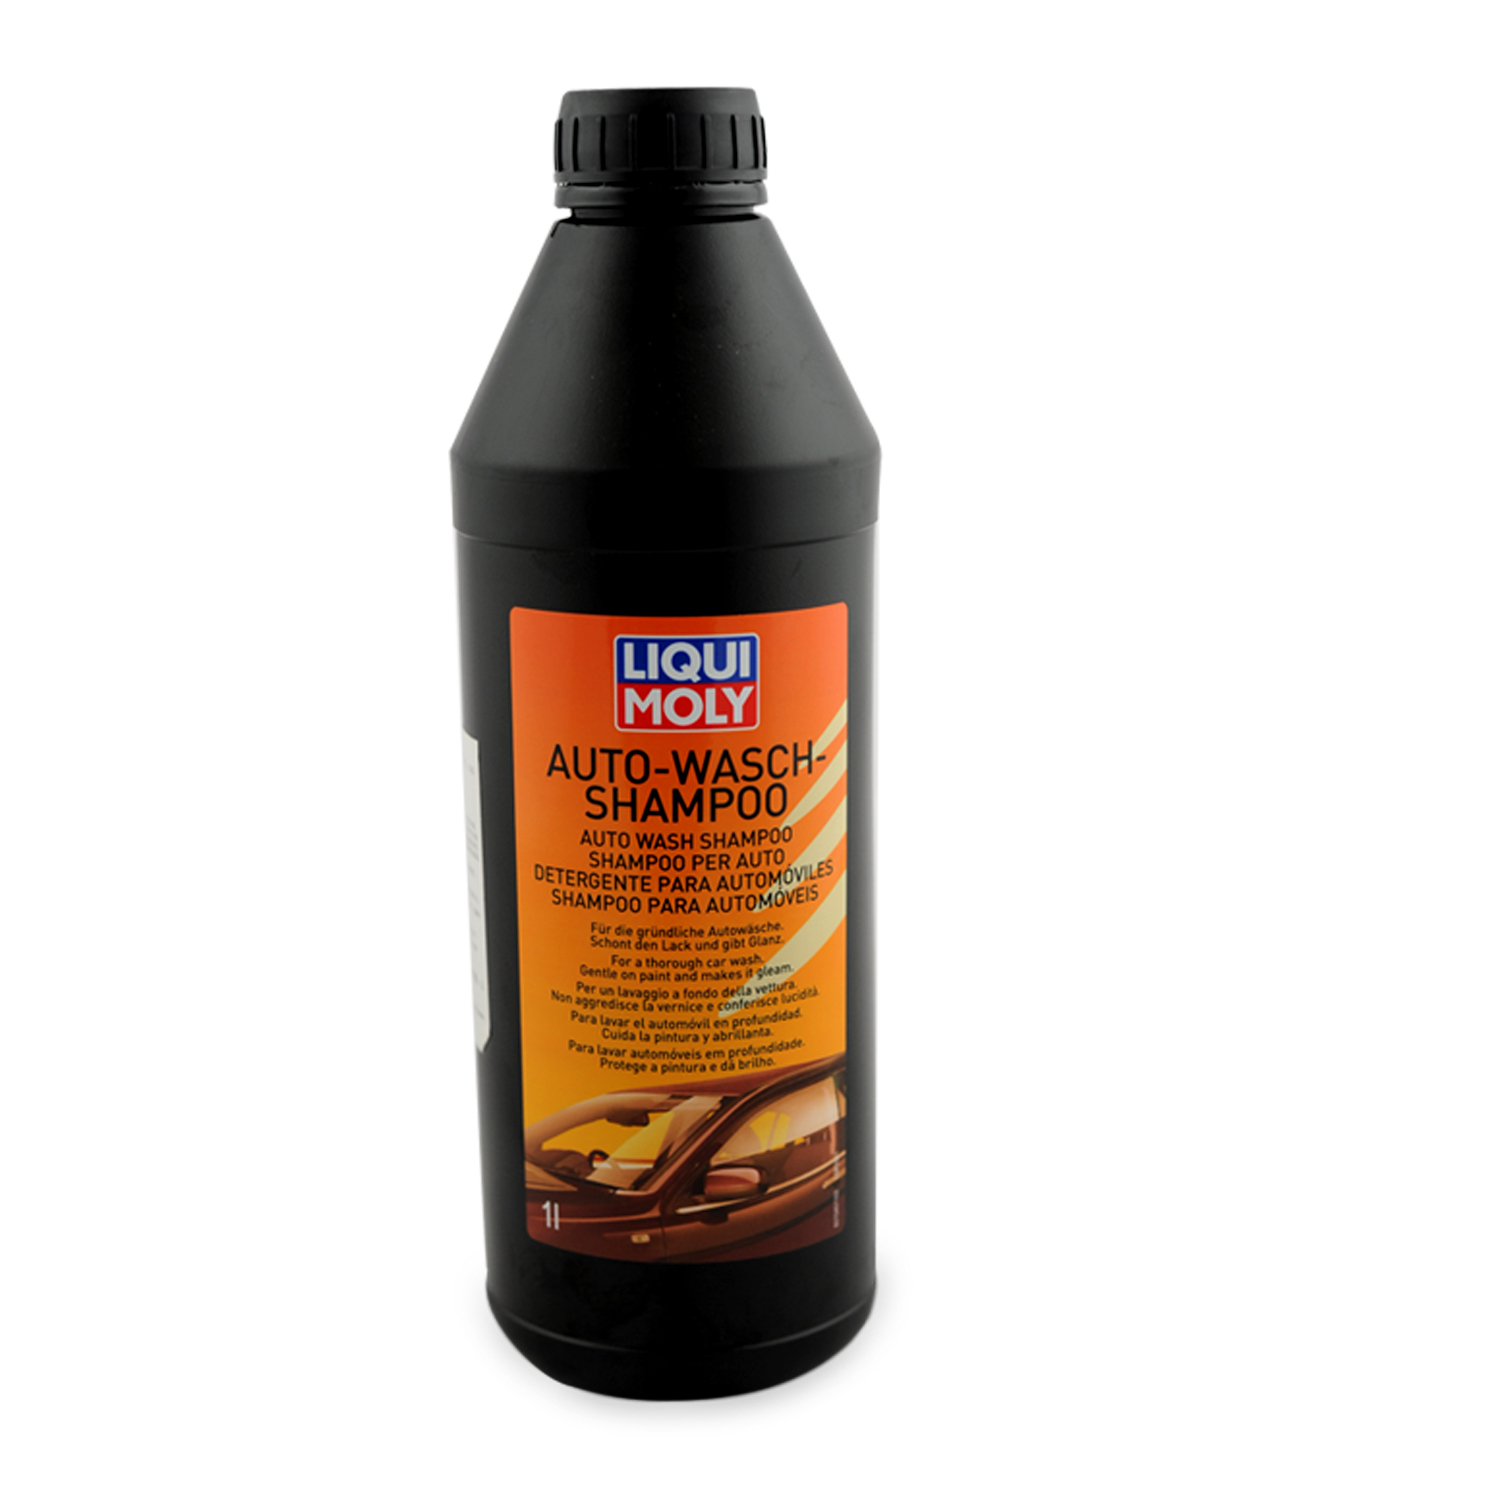 LIQUI
MOLY
AUTO-WASCH-
SHAMPOO
AUTO WASH SHAMPOO
SHAMPOO PER AUTO
DETERGENTE PARA AUTOMÓVILES
SHAMPOO PARA AUTOMÓVEIS
Für die gründliche Autowäsche.
Schont den Lack und gibt Glanz.
For a thorough car wash.
Gentle on paint and makes it gleam.
Per un lavaggio a fondo della vettura.
Non aggredisce la vernice e conferisce lucidità.
Para lavar el automóvil en profundidad.
Cuida la pintura y abrillanta.
Para lavar automóveis em profundidade.
Protege a pintura e dá brilho.
1l